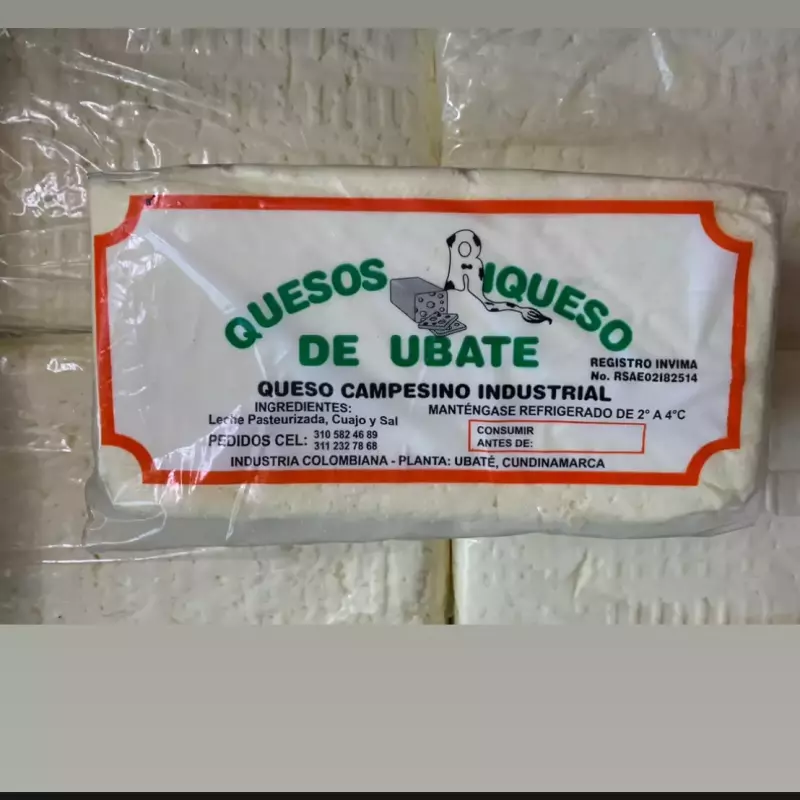 QUESOS RIQUESO
DE UBATE
REGISTRO INVIMA
No. RSAE02I82514
QUESO CAMPESINO INDUSTRIAL
INGREDIENTES:
Leche Pasteurizada, Cuajo y Sal
MANTÉNGASE REFRIGERADO DE 2° A 4°C
PEDIDOS CEL: 310 582 46 89
311 232 78 68
CONSUMIR
ANTES DE:
INDUSTRIA COLOMBIANA - PLANTA: UBATÉ, CUNDINAMARCA